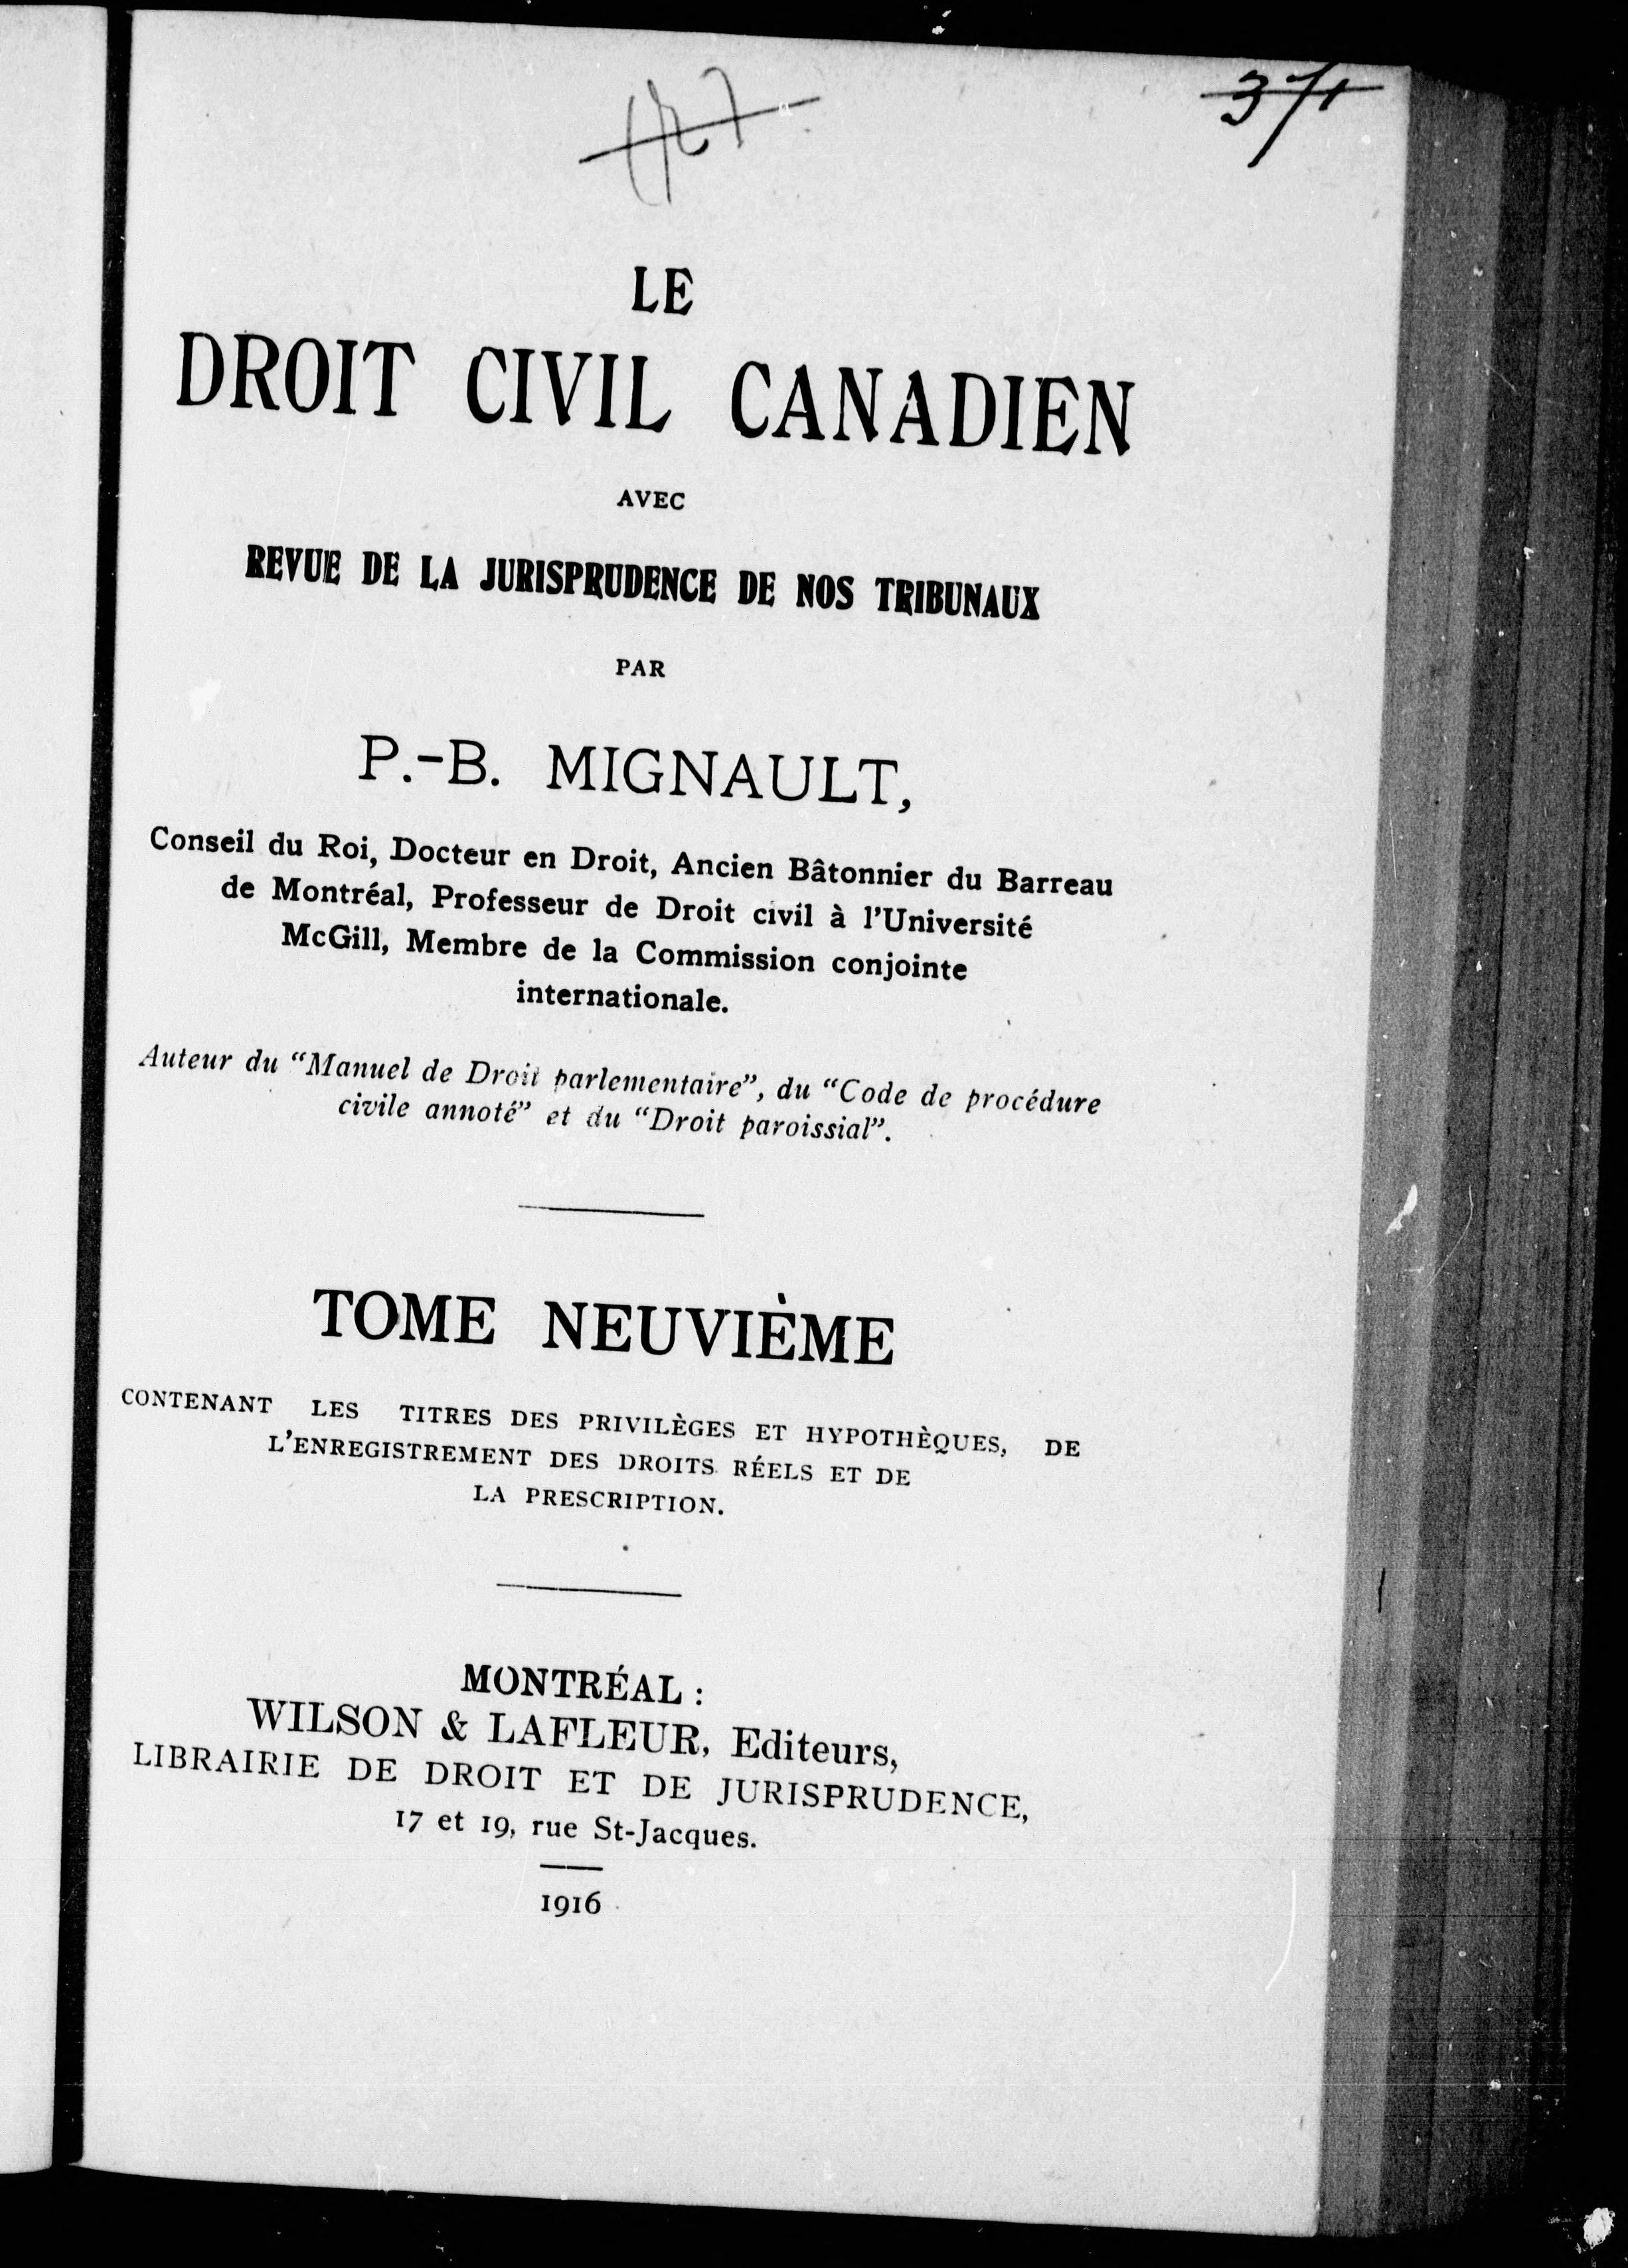 LE
DROIT CIVIL CANADIEN
AVEC
REVUE DE LA JURISPRUDENCE DE NOS TRIBUNAUX
PAR
P.-B. MIGNAULT,
Conseil du Roi, Docteur en Droit, Ancien Bâtonnier du Barreau
de Montréal, Professeur de Droit civil à l'Université
McGill, Membre de la Commission conjointe
internationale.
Auteur du “Manuel de Droit parlementaire”, du “Code de procédure
civile annoté” et du “Droit paroissial”.
TOME NEUVIÈME
CONTENANT LES TITRES DES PRIVILÈGES ET HYPOTHÈQUES, DE
L'ENREGISTREMENT DES DROITS RÉELS ET DE
LA PRESCRIPTION.
MONTRÉAL :
WILSON & LAFLEUR, Editeurs,
LIBRAIRIE DE DROIT ET DE JURISPRUDENCE,
17 et 19, rue St-Jacques.
1916